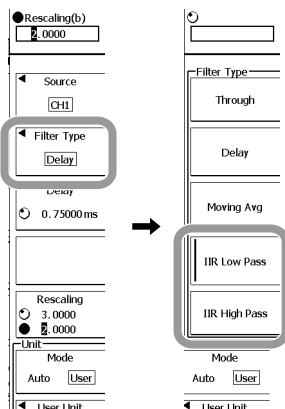 Rescaling(b)
2.0000
Source
CH1
Filter Type
Delay
Delay
0.75000 ms
Rescaling
3.0000
2.0000
Unit
Mode
Auto User
User Unit
Filter Type
Through
Delay
Moving Avg
IIR Low Pass
IIR High Pass
Mode
Auto User
User Unit